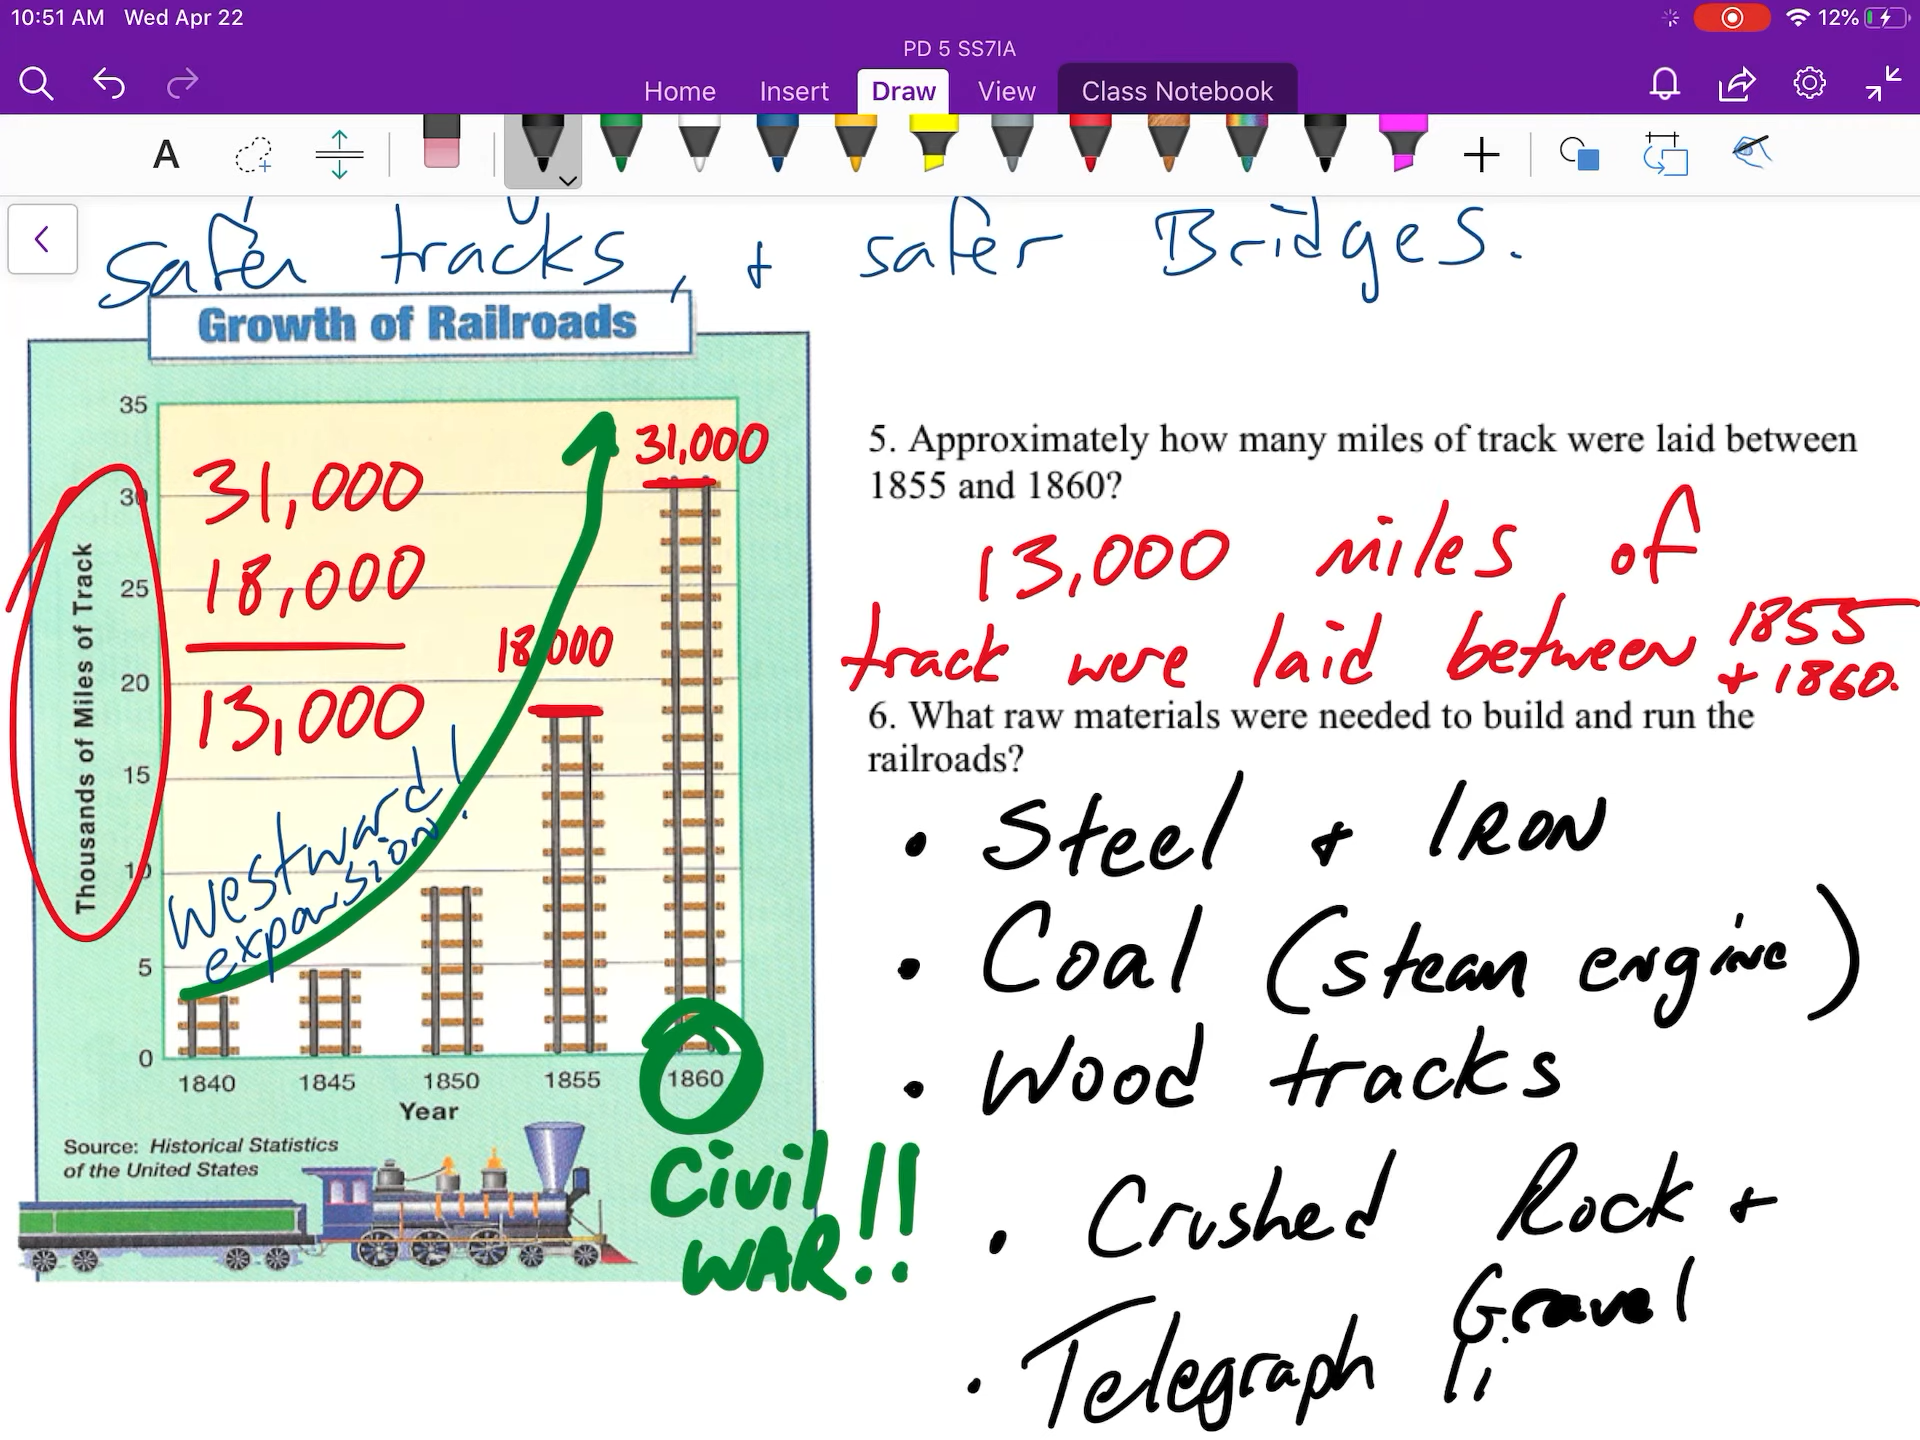 10:51 AM Wed Apr 22
12%
PD 5 SS7IA
Home Insert Draw View Class Notebook
A
safer tracks, + safer Bridges.
Growth of Railroads
35
30
25
20
15
10
5
0
Thousands of Miles of Track
31,000
18,000
13,000
18,000
31,000
Westward
expansion!
1840 1845 1850 1855 1860
Year
Source: Historical Statistics
of the United States
Civil
WAR!!
5. Approximately how many miles of track were laid between
1855 and 1860?
13,000 miles of
track were laid between 1855
+ 1860.
6. What raw materials were needed to build and run the
railroads?
• Steel + IRON
• Coal (steam engine)
• Wood tracks
• Crushed Rock +
Gravel
• Telegraph li